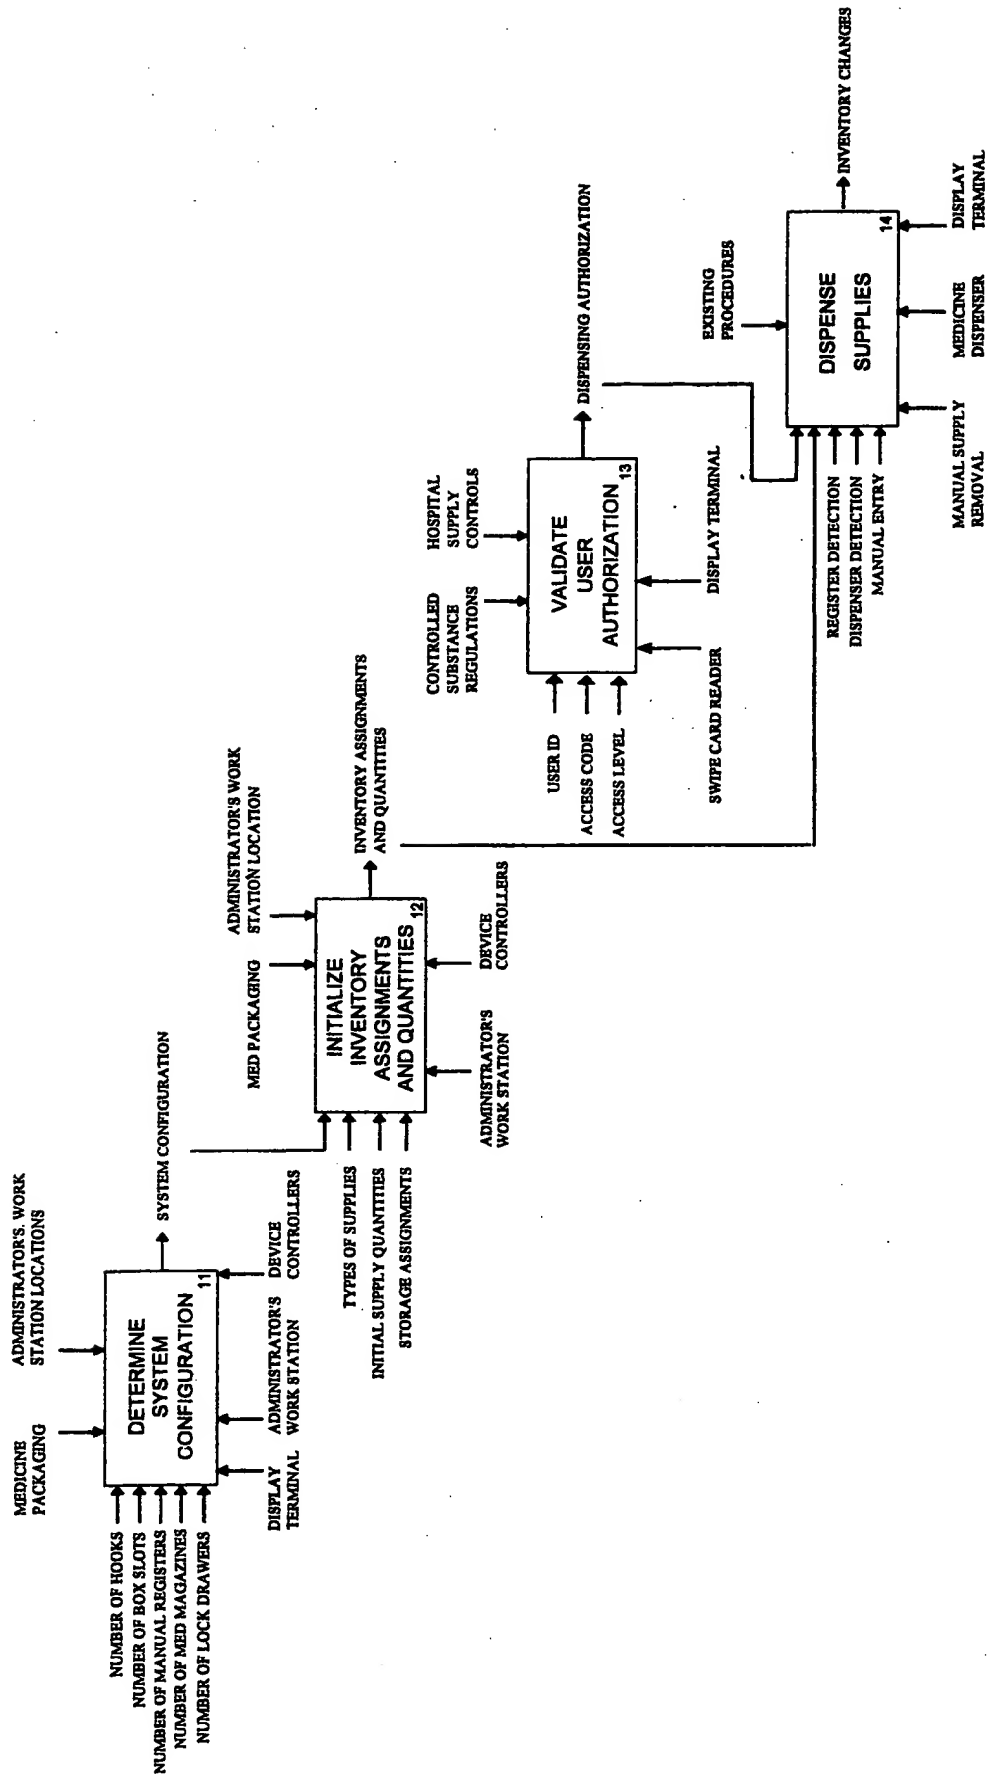 ADMINISTRATOR'S. WORK
STATION LOCATIONS
MEDICINE
PACKAGING
NUMBER OF HOOKS
NUMBER OF BOX SLOTS
NUMBER OF MANUAL REGISTERS
NUMBER OF MED MAGAZINES
NUMBER OF LOCK DRAWERS
DETERMINE
SYSTEM
CONFIGURATION
11
SYSTEM CONFIGURATION
DISPLAY
TERMINAL
ADMINISTRATOR'S
WORK STATION
DEVICE
CONTROLLERS
MED PACKAGING
ADMINISTRATOR'S WORK
STATION LOCATION
TYPES OF SUPPLIES
INITIAL SUPPLY QUANTITIES
STORAGE ASSIGNMENTS
INITIALIZE
INVENTORY
ASSIGNMENTS
AND QUANTITIES
12
INVENTORY ASSIGNMENTS
AND QUANTITIES
ADMINISTRATOR'S
WORK STATION
DEVICE
CONTROLLERS
CONTROLLED
SUBSTANCE
REGULATIONS
HOSPITAL
SUPPLY
CONTROLS
USER ID
ACCESS CODE
ACCESS LEVEL
VALIDATE
USER
AUTHORIZATION
13
DISPENSING AUTHORIZATION
SWIPE CARD READER
DISPLAY TERMINAL
EXISTING
PROCEDURES
REGISTER DETECTION
DISPENSER DETECTION
MANUAL ENTRY
DISPENSE
SUPPLIES
14
INVENTORY CHANGES
MANUAL SUPPLY
REMOVAL
MEDICINE
DISPENSER
DISPLAY
TERMINAL